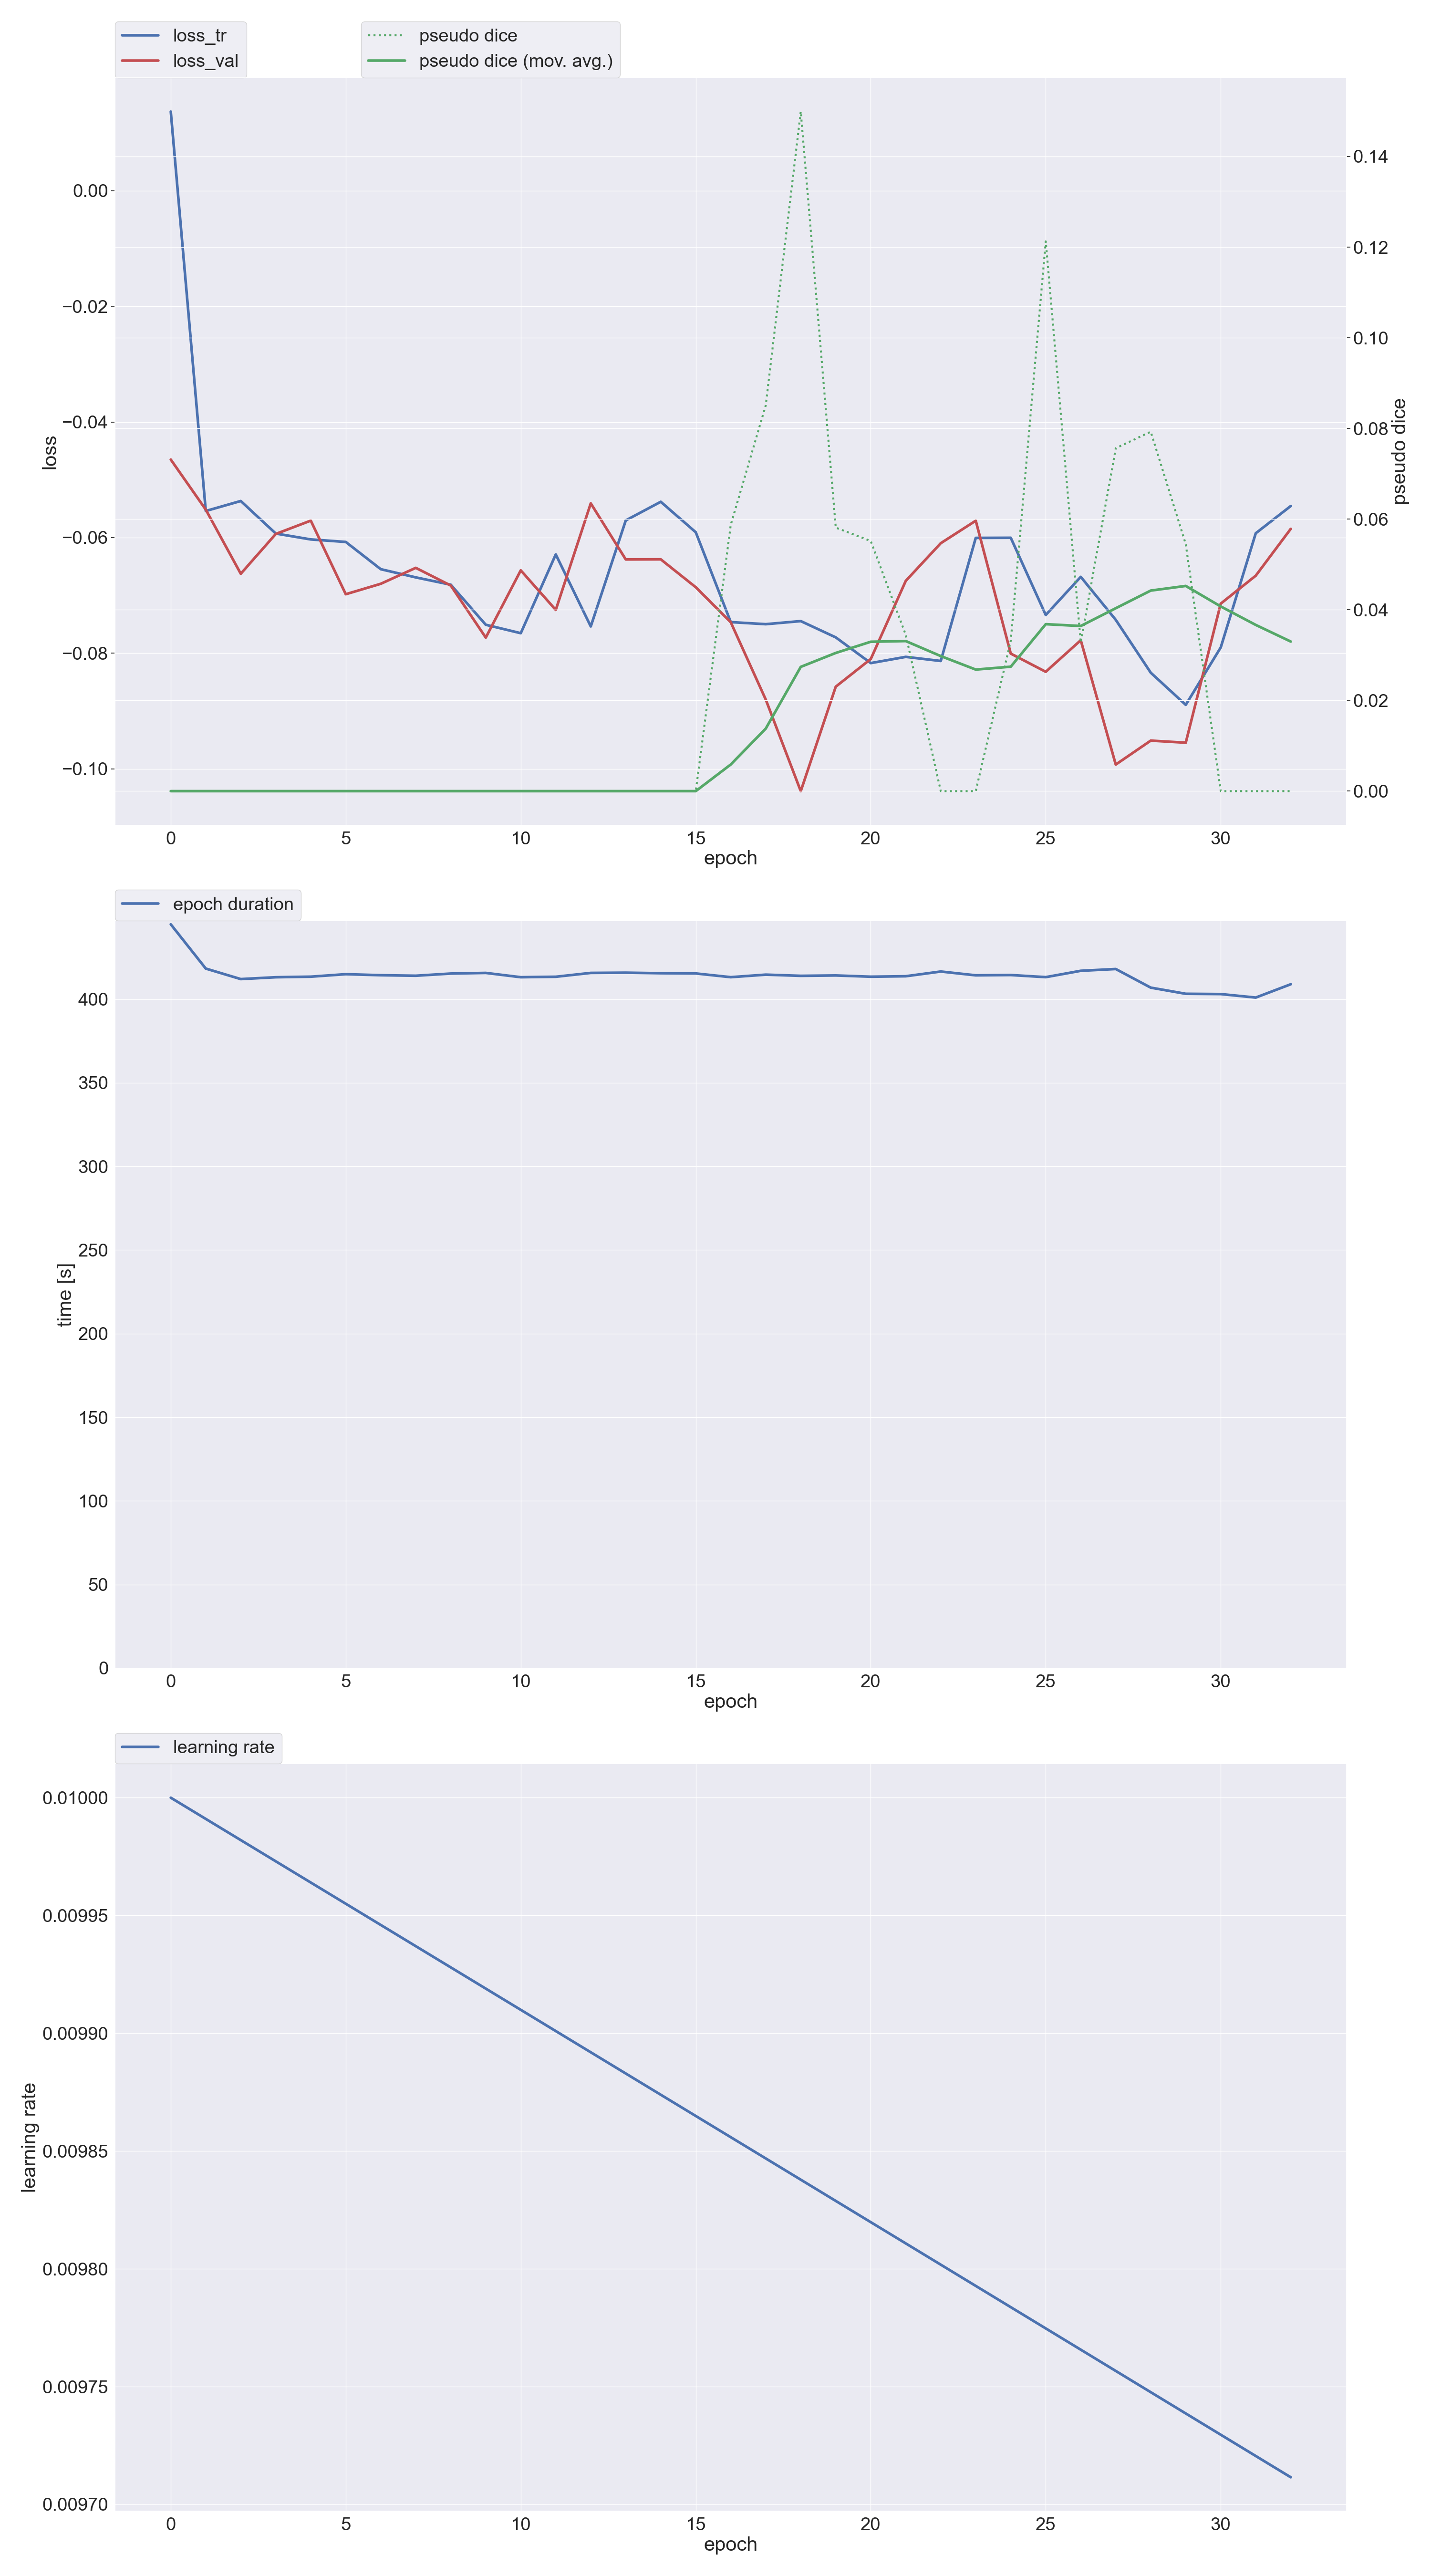 loss_tr
loss_val
pseudo dice
pseudo dice (mov. avg.)
0.00
−0.02
−0.04
−0.06
−0.08
−0.10
loss
0.14
0.12
0.10
0.08
0.06
0.04
0.02
0.00
pseudo dice
0 5 10 15 20 25 30
epoch
epoch duration
400
350
300
250
200
150
100
50
0
time [s]
0 5 10 15 20 25 30
epoch
learning rate
0.01000
0.00995
0.00990
0.00985
0.00980
0.00975
0.00970
learning rate
0 5 10 15 20 25 30
epoch